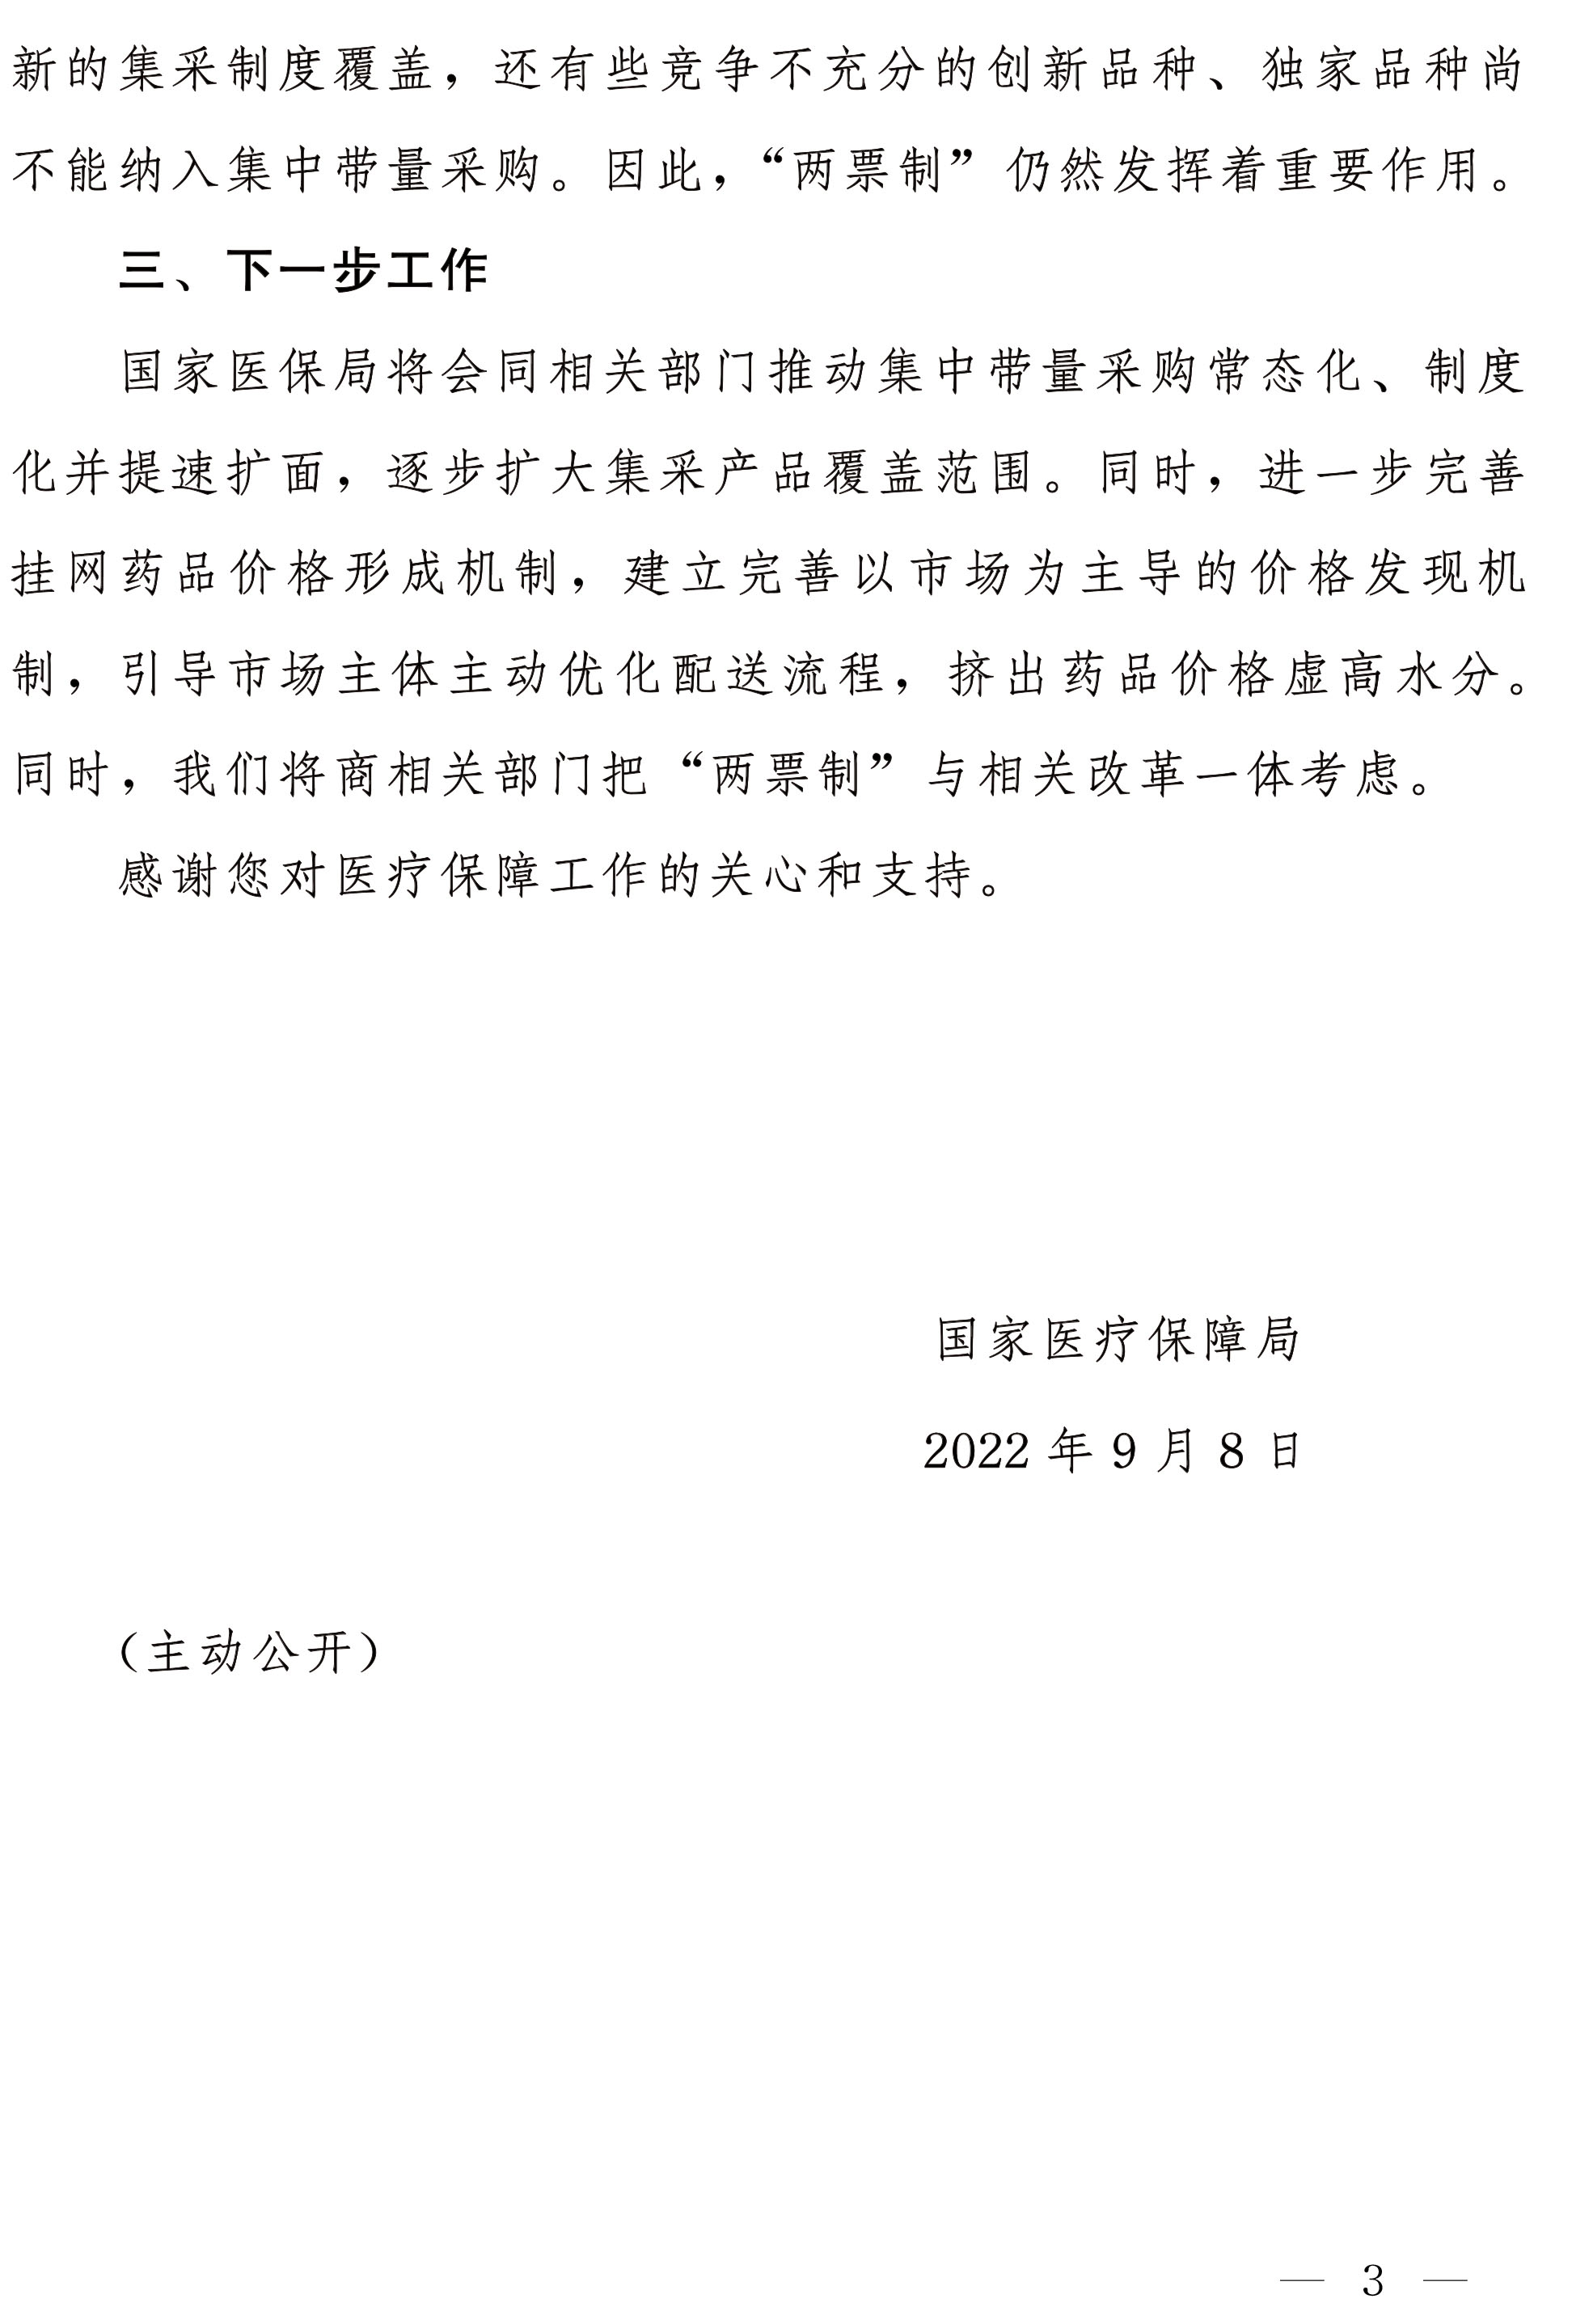 新的集采制度覆盖，还有些竞争不充分的创新品种、独家品种尚
不能纳入集中带量采购。因此，“两票制”仍然发挥着重要作用。
三、下一步工作
国家医保局将会同相关部门推动集中带量采购常态化、制度
化并提速扩面，逐步扩大集采产品覆盖范围。同时，进一步完善
挂网药品价格形成机制，建立完善以市场为主导的价格发现机
制，引导市场主体主动优化配送流程，挤出药品价格虚高水分。
同时，我们将商相关部门把“两票制”与相关改革一体考虑。
感谢您对医疗保障工作的关心和支持。
国家医疗保障局
2022 年 9 月 8 日
（主动公开）
— 3 —